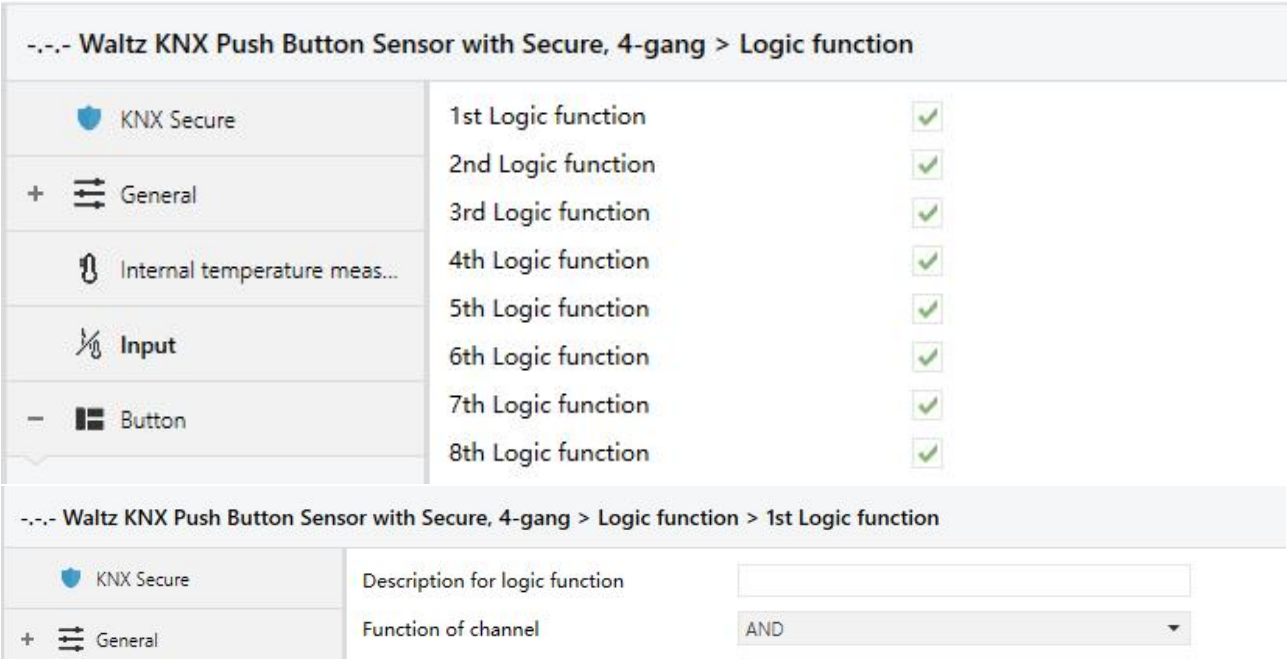 -.-.- Waltz KNX Push Button Sensor with Secure, 4-gang > Logic function
KNX Secure
General
Internal temperature meas...
Input
Button
1st Logic function
2nd Logic function
3rd Logic function
4th Logic function
5th Logic function
6th Logic function
7th Logic function
8th Logic function
-.-.- Waltz KNX Push Button Sensor with Secure, 4-gang > Logic function > 1st Logic function
KNX Secure
General
Description for logic function
Function of channel AND